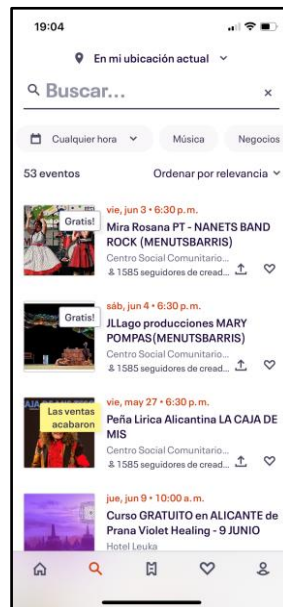 19:04
En mi ubicación actual
Buscar...
Cualquier hora Música Negocios
53 eventos Ordenar por relevancia
Gratis!
vie, jun 3 • 6:30 p. m.
Mira Rosana PT - NANETS BAND
ROCK (MENUTSBARRIS)
Centro Social Comunitario...
1585 seguidores de cread...
Gratis!
sáb, jun 4 • 6:30 p. m.
JLLago producciones MARY
POMPAS(MENUTSBARRIS)
Centro Social Comunitario...
1585 seguidores de cread...
Las ventas
acabaron
vie, may 27 • 6:30 p. m.
Peña Lirica Alicantina LA CAJA DE
MIS
Centro Social Comunitario...
1585 seguidores de cread...
jue, jun 9 • 10:00 a. m.
Curso GRATUITO en ALICANTE de
Prana Violet Healing - 9 JUNIO
Hotel Leuka